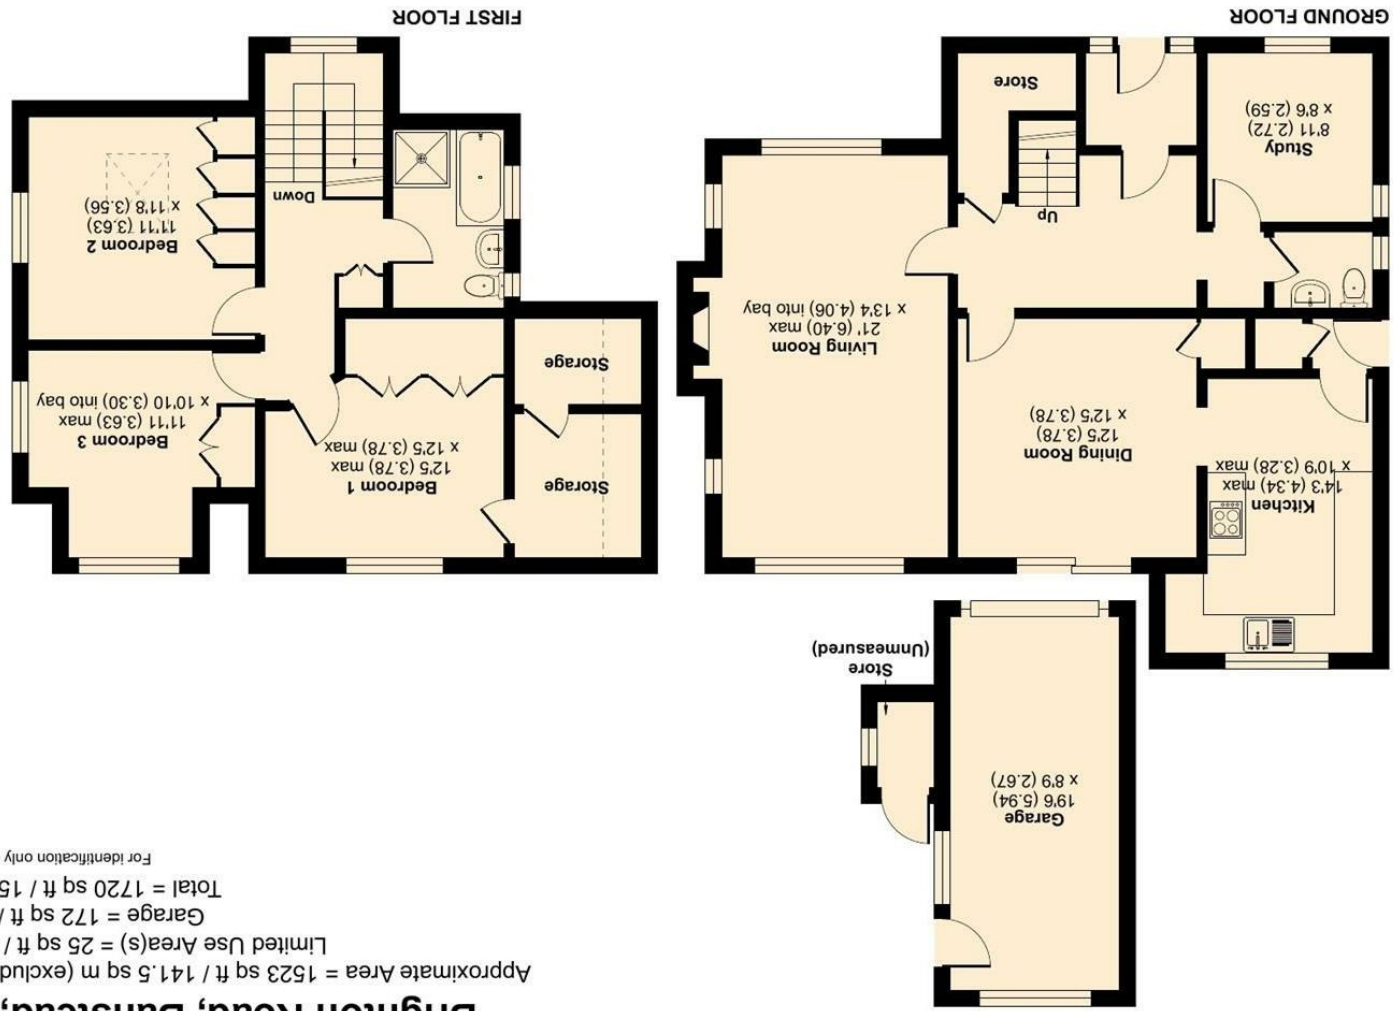 Brighton Road, Banstead,
Approximate Area = 1523 sq ft / 141.5 sq m (exclud
Limited Use Area(s) = 25 sq ft /
Garage = 172 sq ft /
Total = 1720 sq ft / 15
For identification only
Garage
19'6 (5.94)
x 8'9 (2.67)
Store
(Unmeasured)
Kitchen
14'3 (4.34) max
x 10'9 (3.28) max
Dining Room
12'5 (3.78)
x 12'5 (3.78)
Living Room
21' (6.40) max
x 13'4 (4.06) into bay
Up
Study
8'11 (2.72)
x 8'6 (2.59)
Store
GROUND FLOOR
Storage
Bedroom 1
12'5 (3.78) max
x 12'5 (3.78) max
Bedroom 3
11'11 (3.63) max
x 10'10 (3.30) into bay
Storage
Bedroom 2
11'11 (3.63)
x 11'8 (3.56)
Down
FIRST FLOOR